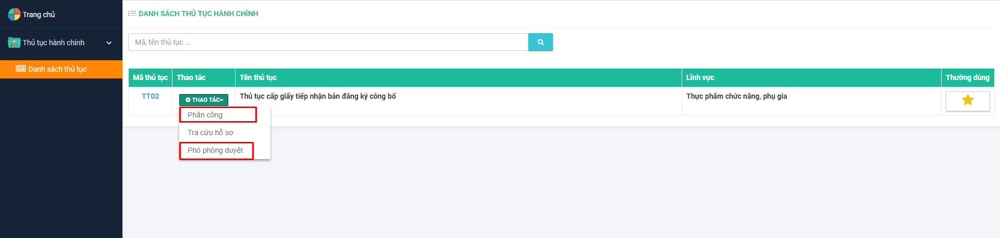 Trang chủ
Thủ tục hành chính
Danh sách thủ tục
DANH SÁCH THỦ TỤC HÀNH CHÍNH
Mã, tên thủ tục ...
Mã thủ tục Thao tác Tên thủ tục Lĩnh vực Thường dùng
TT02 THAO TÁC Thủ tục cấp giấy tiếp nhận bản đăng ký công bố Thực phẩm chức năng, phụ gia
Phân công
Tra cứu hồ sơ
Phó phòng duyệt